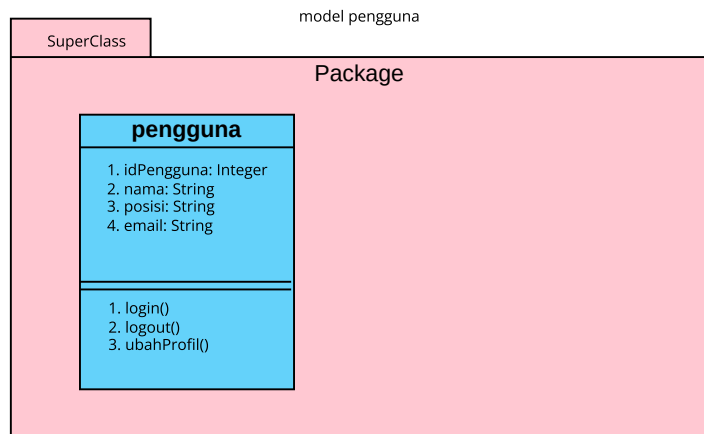 model pengguna
SuperClass
Package
pengguna
1. idPengguna: Integer
2. nama: String
3. posisi: String
4. email: String
1. login()
2. logout()
3. ubahProfil()